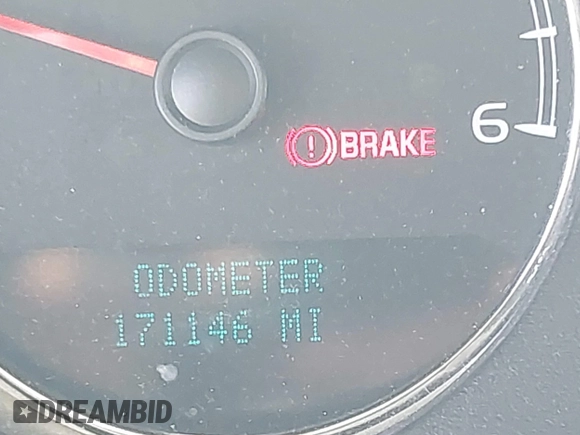 BRAKE
6
ODOMETER
171146 MI
DREAMBID